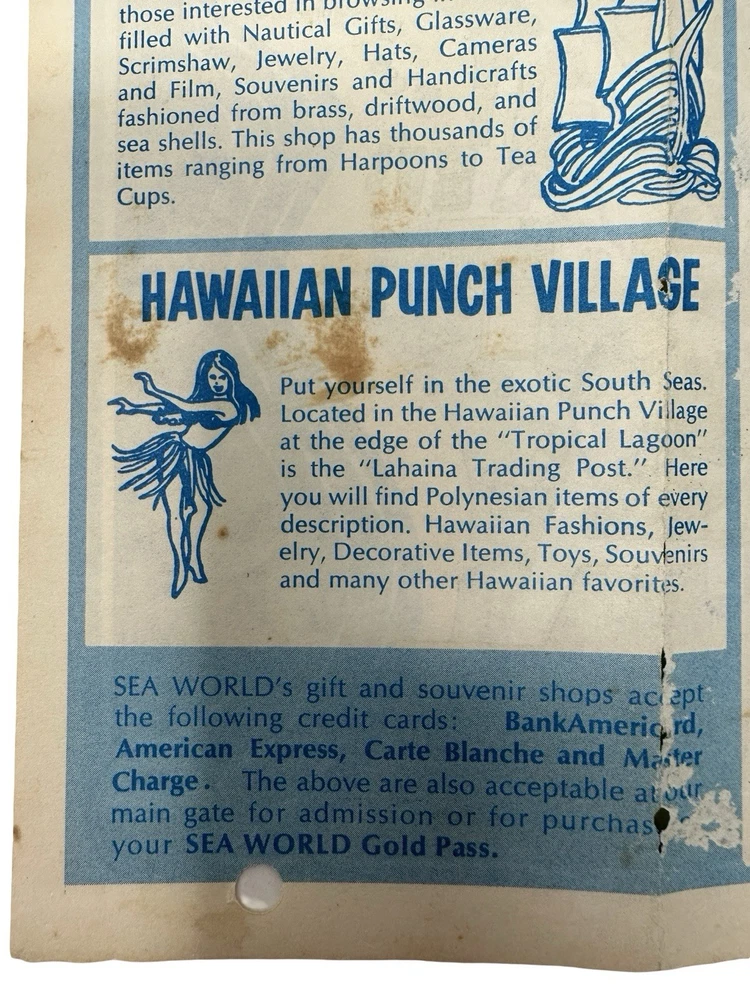 those interested in browsing
filled with Nautical Gifts, Glassware,
Scrimshaw, Jewelry, Hats, Cameras
and Film, Souvenirs and Handicrafts
fashioned from brass, driftwood, and
sea shells. This shop has thousands of
items ranging from Harpoons to Tea
Cups.
HAWAIIAN PUNCH VILLAGE
Put yourself in the exotic South Seas.
Located in the Hawaiian Punch Village
at the edge of the "Tropical Lagoon"
is the "Lahaina Trading Post." Here
you will find Polynesian items of every
description. Hawaiian Fashions, Jew-
elry, Decorative Items, Toys, Souvenirs
and many other Hawaiian favorites.
SEA WORLD's gift and souvenir shops accept
the following credit cards: BankAmericard,
American Express, Carte Blanche and Master
Charge. The above are also acceptable at our
main gate for admission or for purchas
your SEA WORLD Gold Pass.